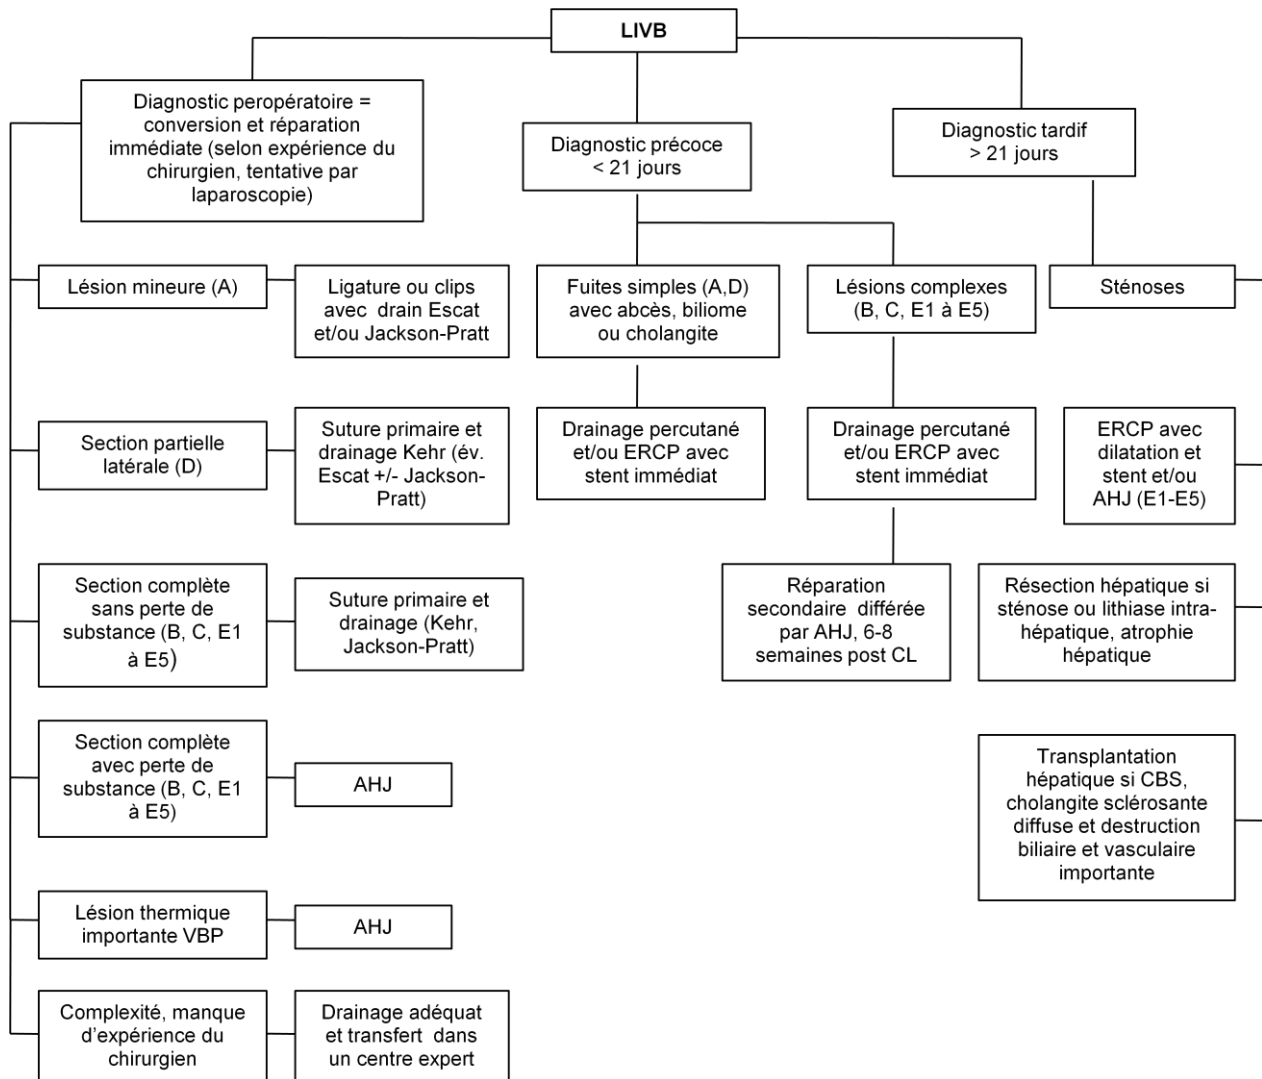 LIVB
Diagnostic peropératoire =
conversion et réparation
immédiate (selon expérience du
chirurgien, tentative par
laparoscopie)
Diagnostic précoce
< 21 jours
Diagnostic tardif
> 21 jours
Lésion mineure (A)
Ligature ou clips
avec drain Escat
et/ou Jackson-Pratt
Fuites simples (A,D)
avec abcès, biliome
ou cholangite
Lésions complexes
(B, C, E1 à E5)
Sténoses
Section partielle
latérale (D)
Suture primaire et
drainage Kehr (év.
Escat +/- Jackson-
Pratt)
Drainage percutané
et/ou ERCP avec
stent immédiat
Drainage percutané
et/ou ERCP avec
stent immédiat
ERCP avec
dilatation et
stent et/ou
AHJ (E1-E5)
Section complète
sans perte de
substance (B, C, E1
à E5)
Suture primaire et
drainage (Kehr,
Jackson-Pratt)
Réparation
secondaire différée
par AHJ, 6-8
semaines post CL
Résection hépatique si
sténose ou lithiase intra-
hépatique, atrophie
hépatique
Section complète
avec perte de
substance (B, C, E1
à E5)
AHJ
Transplantation
hépatique si CBS,
cholangite sclérosante
diffuse et destruction
biliaire et vasculaire
importante
Lésion thermique
importante VBP
AHJ
Complexité, manque
d'expérience du
chirurgien
Drainage adéquat
et transfert dans
un centre expert